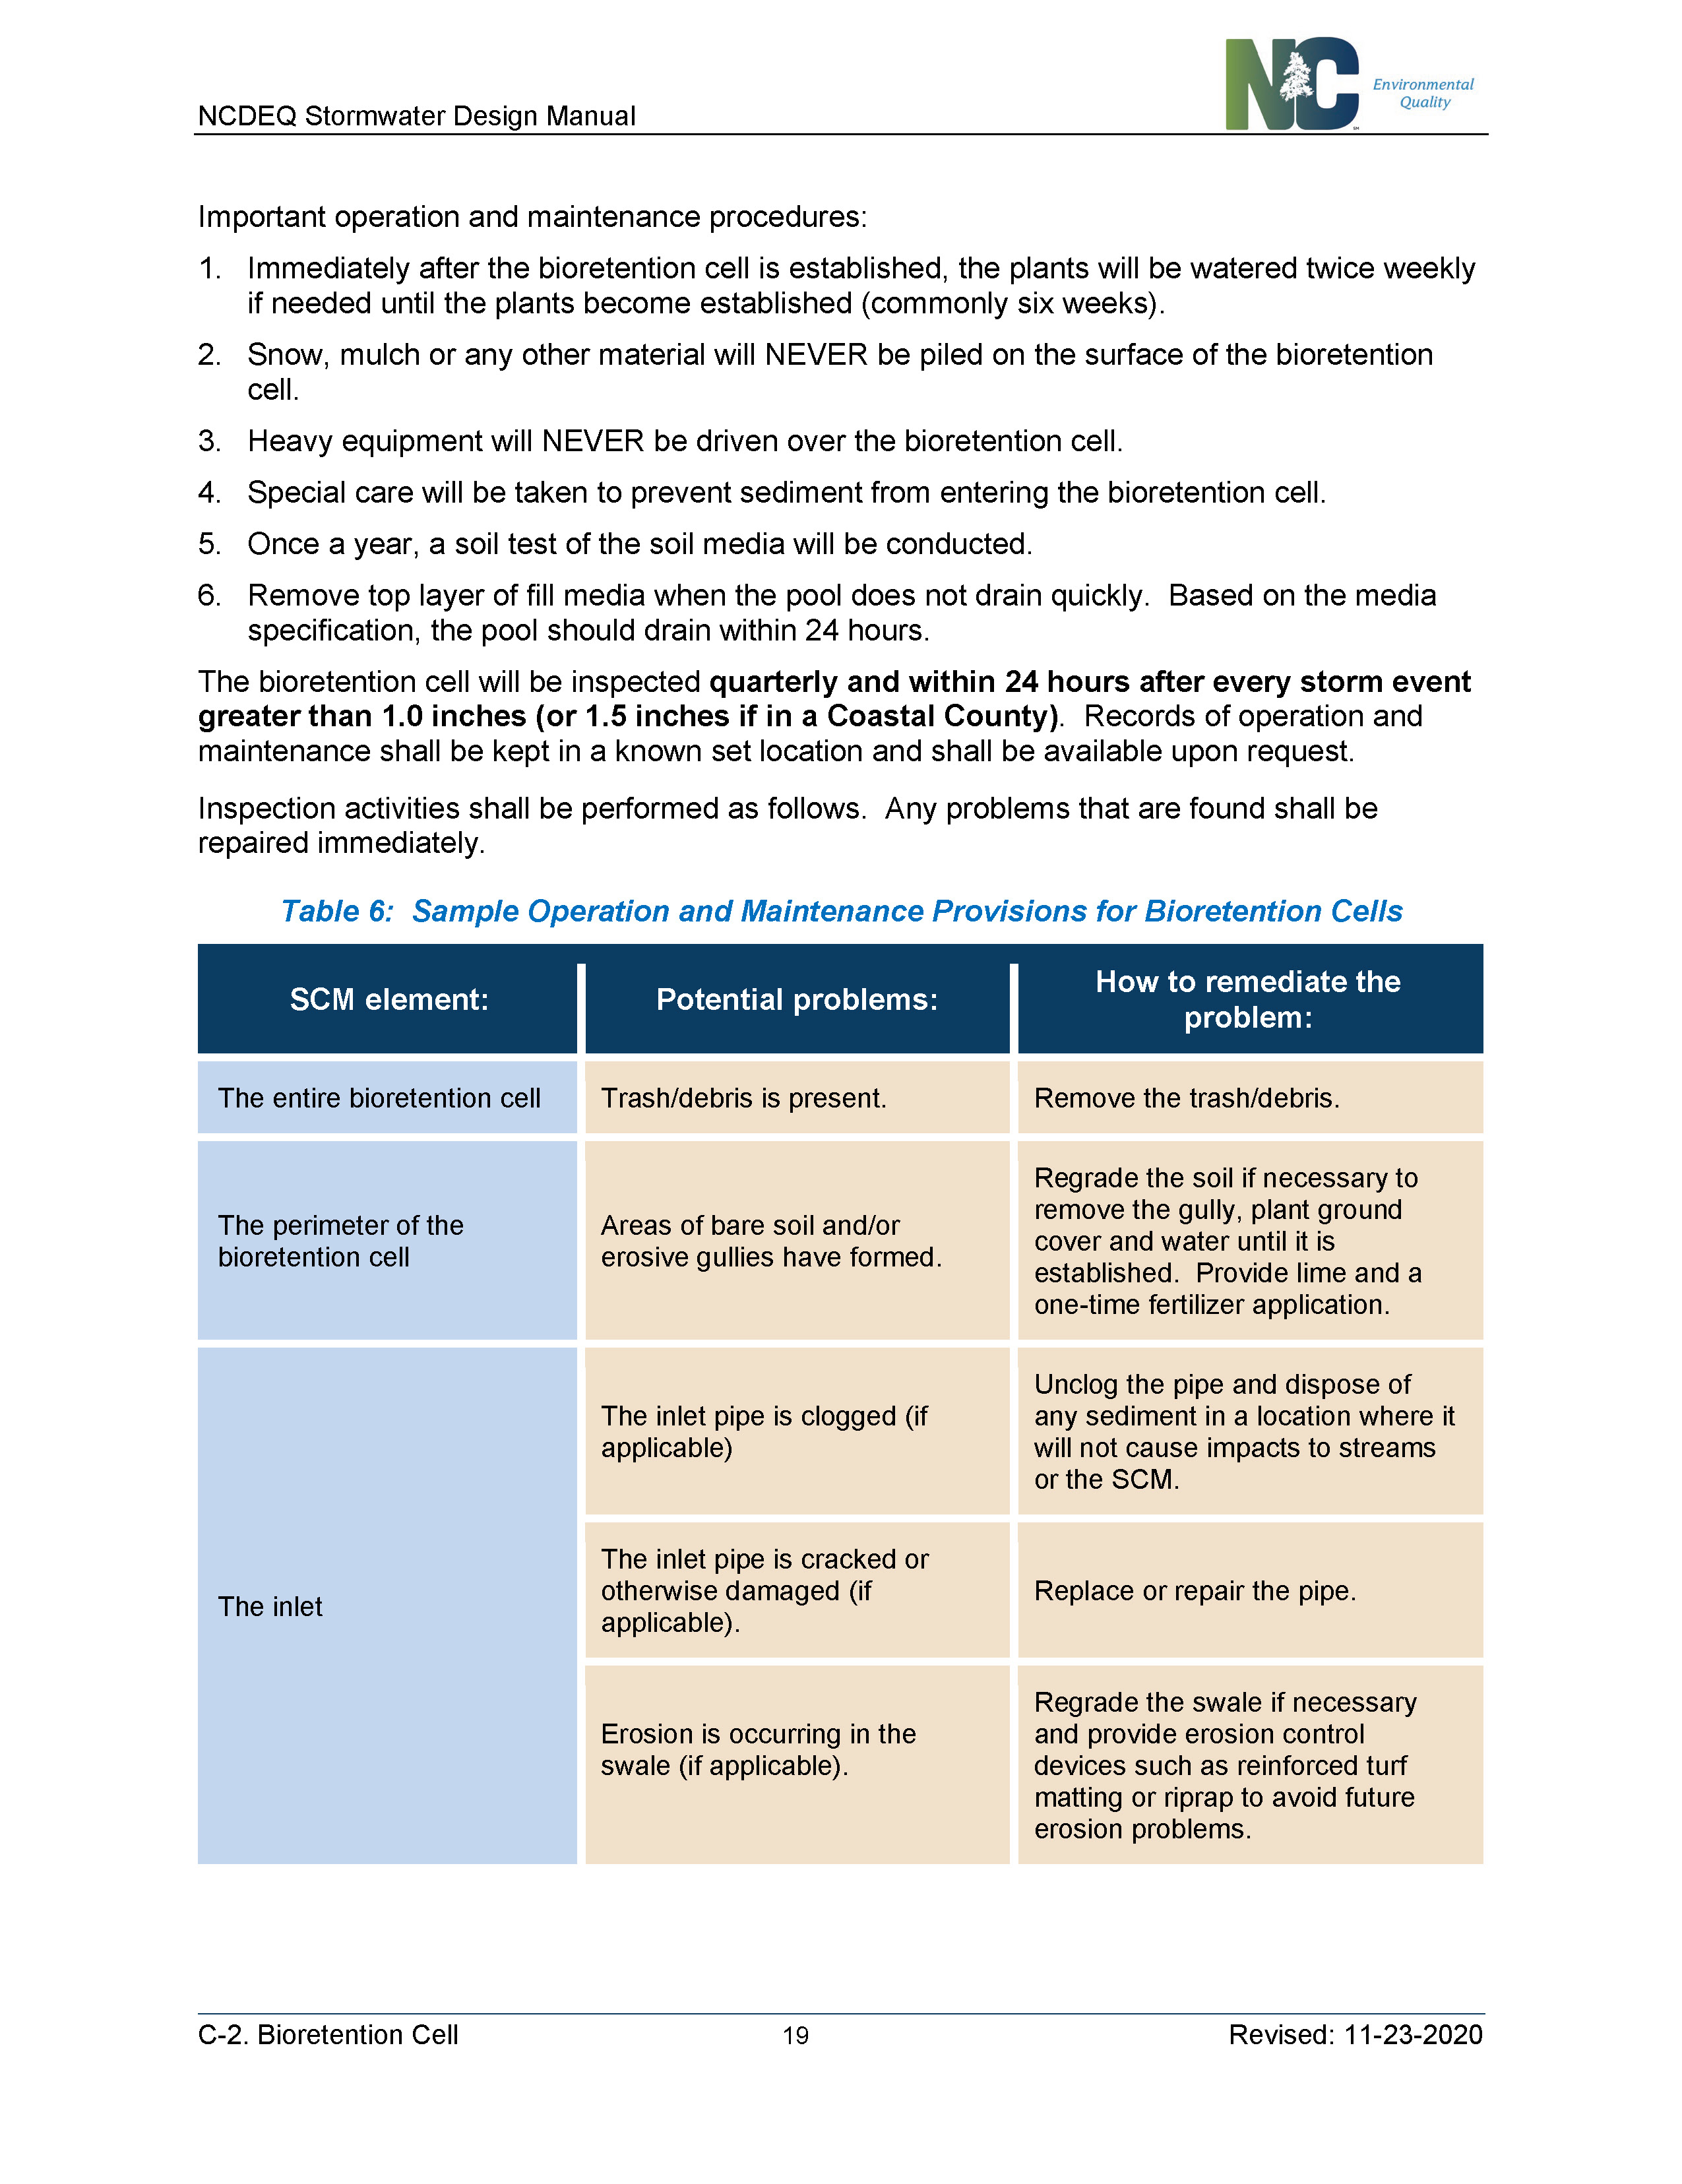 NCDEQ Stormwater Design Manual
NC
SM
Environmental
Quality
Important operation and maintenance procedures:
1. Immediately after the bioretention cell is established, the plants will be watered twice weekly
if needed until the plants become established (commonly six weeks).
2. Snow, mulch or any other material will NEVER be piled on the surface of the bioretention
cell.
3. Heavy equipment will NEVER be driven over the bioretention cell.
4. Special care will be taken to prevent sediment from entering the bioretention cell.
5. Once a year, a soil test of the soil media will be conducted.
6. Remove top layer of fill media when the pool does not drain quickly. Based on the media
specification, the pool should drain within 24 hours.
The bioretention cell will be inspected quarterly and within 24 hours after every storm event
greater than 1.0 inches (or 1.5 inches if in a Coastal County). Records of operation and
maintenance shall be kept in a known set location and shall be available upon request.
Inspection activities shall be performed as follows. Any problems that are found shall be
repaired immediately.
Table 6: Sample Operation and Maintenance Provisions for Bioretention Cells
SCM element:
Potential problems:
How to remediate the
problem:
The entire bioretention cell
Trash/debris is present.
Remove the trash/debris.
The perimeter of the
bioretention cell
Areas of bare soil and/or
erosive gullies have formed.
Regrade the soil if necessary to
remove the gully, plant ground
cover and water until it is
established. Provide lime and a
one-time fertilizer application.
The inlet
The inlet pipe is clogged (if
applicable)
Unclog the pipe and dispose of
any sediment in a location where it
will not cause impacts to streams
or the SCM.
The inlet pipe is cracked or
otherwise damaged (if
applicable).
Replace or repair the pipe.
Erosion is occurring in the
swale (if applicable).
Regrade the swale if necessary
and provide erosion control
devices such as reinforced turf
matting or riprap to avoid future
erosion problems.
C-2. Bioretention Cell
19
Revised: 11-23-2020